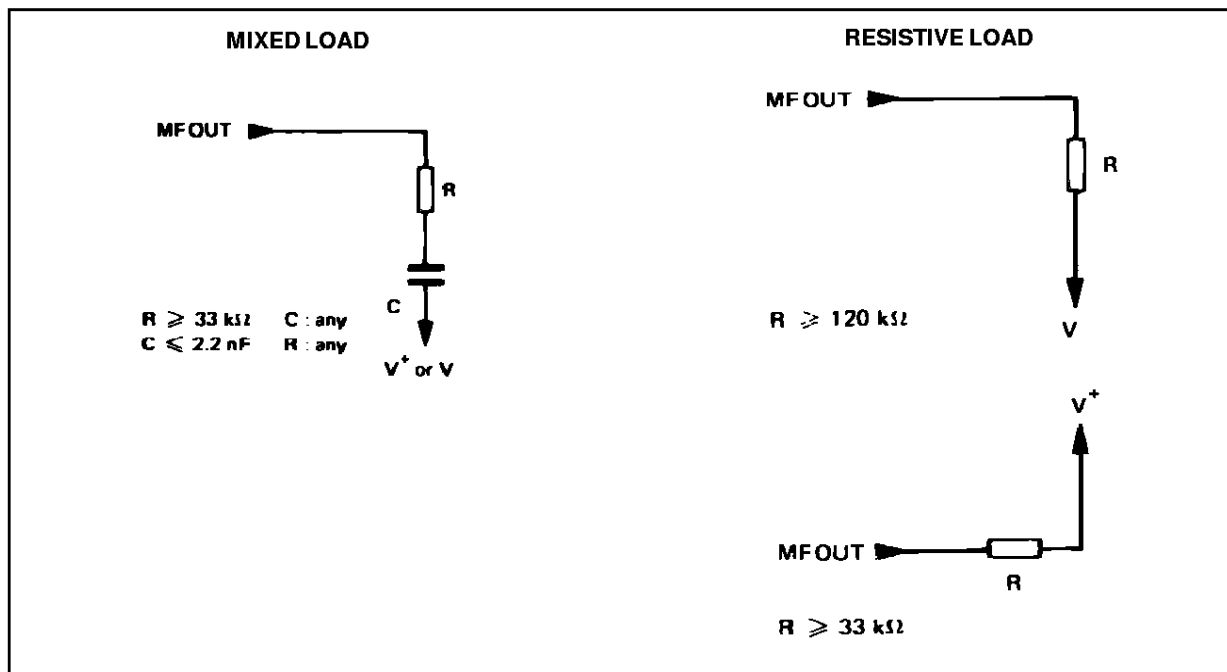 MIXED LOAD
MFOUT
R
C
R ⩾ 33 kΩ C : any
C ⩽ 2.2 nF R : any
V⁺ or V
RESISTIVE LOAD
MFOUT
R
R ⩾ 120 kΩ
V
V⁺
MFOUT
R
R ⩾ 33 kΩ